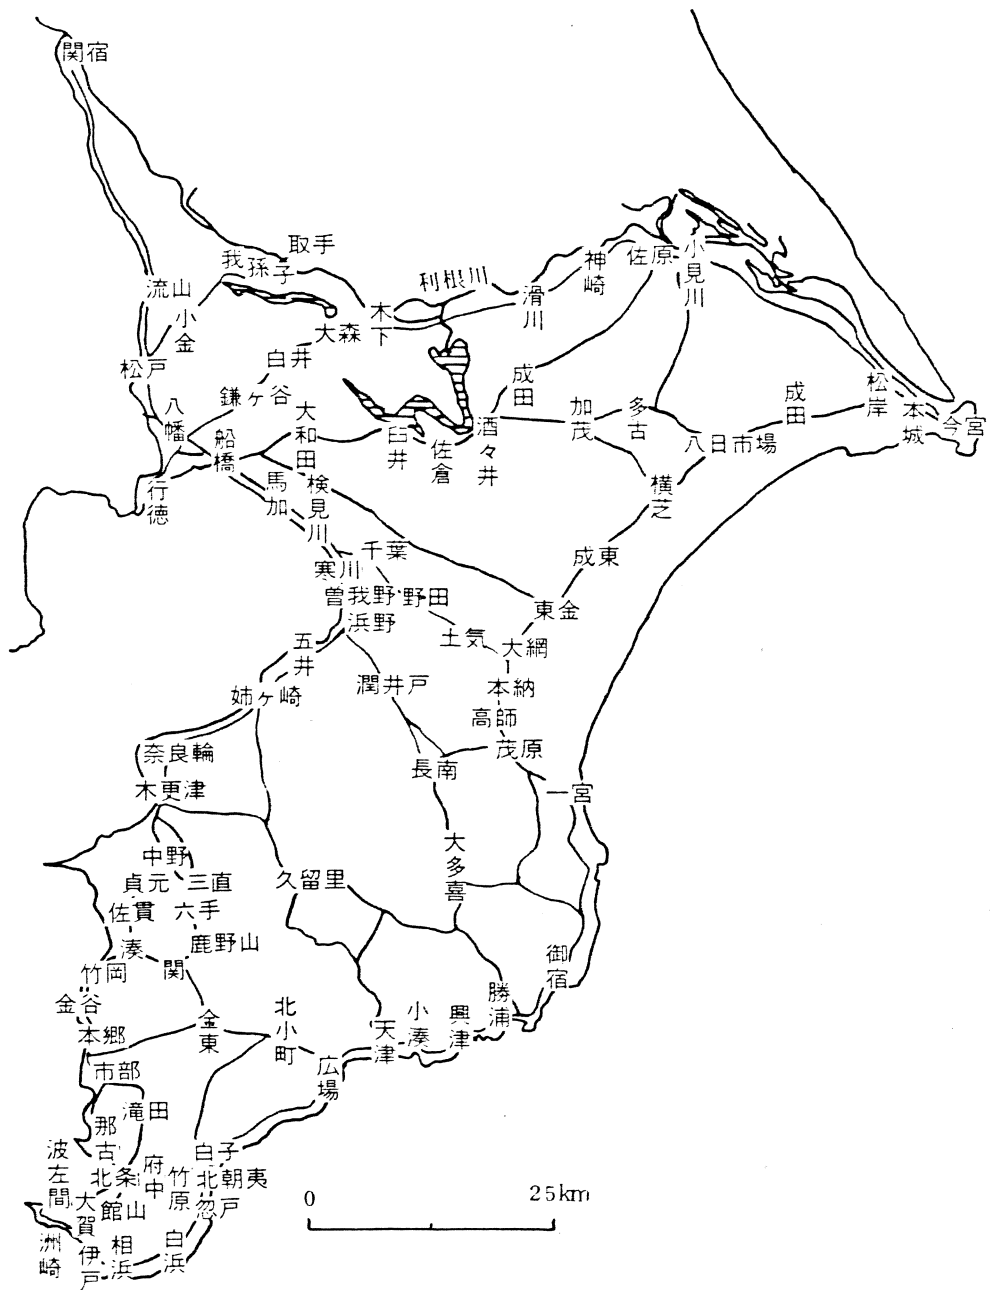 関宿
取手
我孫子
利根川
神崎
佐原
小見川
流山
小金
木下
滑川
大森
松戸
白井
鎌ヶ谷
成田
成田
松岸
八幡
船橋
大和田
臼井
佐倉
酒々井
加茂
多古
八日市場
本城
今宮
行徳
馬加
検見川
横芝
千葉
成東
寒川
曽我野
野田
東金
浜野
土気
五井
大網
潤井戸
本納
姉ヶ崎
高師
茂原
奈良輪
長南
木更津
一宮
中野
大多喜
貞元
三直
久留里
佐貫
六手
湊
鹿野山
竹岡
関
御宿
金谷
勝浦
本郷
金東
北小町
天津
小湊
興津
市部
広場
滝田
那古
波左間
白子
北条
府中
竹原
北朝夷
大賀
館山
忽戸
洲崎
伊戸
相浜
白浜
0
25km